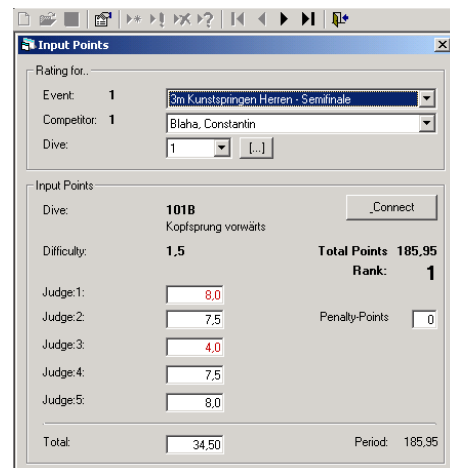 Input Points
Rating for..
Event: 1 3m Kunstspringen Herren - Semifinale
Competitor: 1 Blaha, Constantin
Dive: 1 [...]
Input Points
Dive: 101B _Connect
Kopfsprung vorwärts
Difficulty: 1,5 Total Points 185,95
Rank: 1
Judge:1: 8,0
Judge:2: 7,5 Penalty-Points 0
Judge:3: 4,0
Judge:4: 7,5
Judge:5: 8,0
Total: 34,50 Period: 185,95